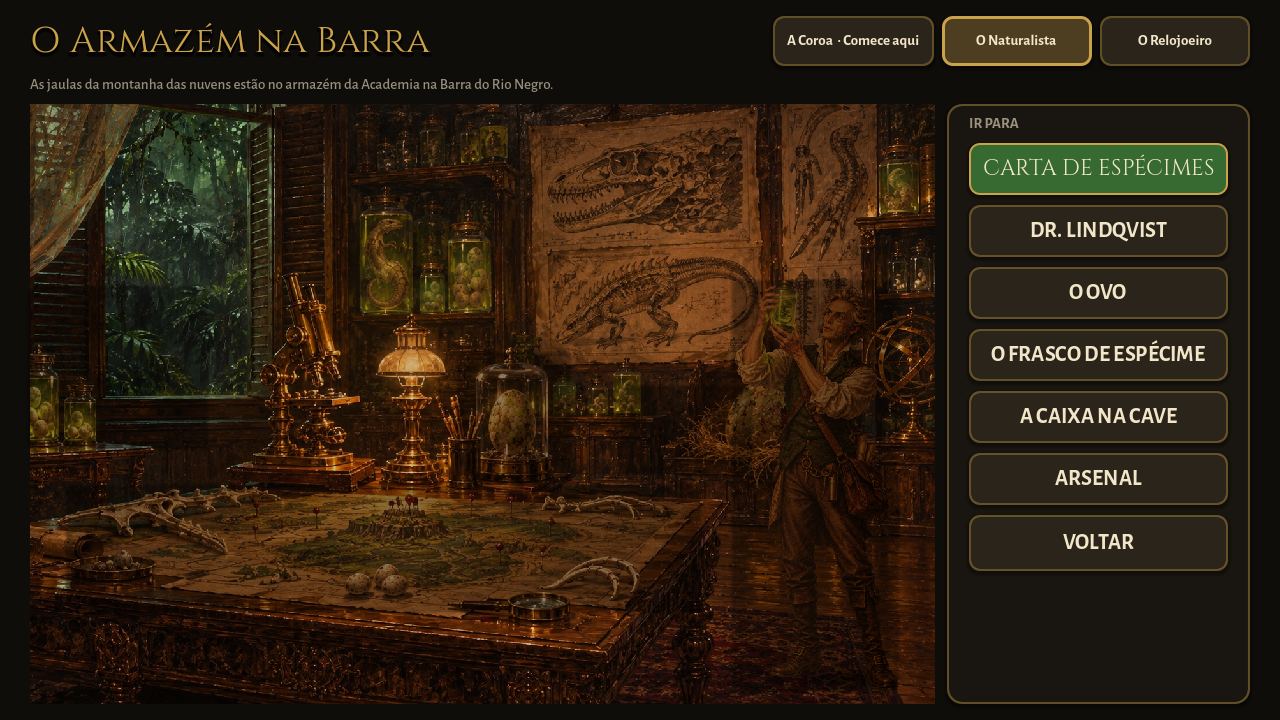 O Armazém na Barra
A Coroa · Comece aqui
O Naturalista
O Relojoeiro
As jaulas da montanha das nuvens estão no armazém da Academia na Barra do Rio Negro.
IR PARA
CARTA DE ESPÉCIMES
DR. LINDQVIST
O OVO
O FRASCO DE ESPÉCIME
A CAIXA NA CAVE
ARSENAL
VOLTAR